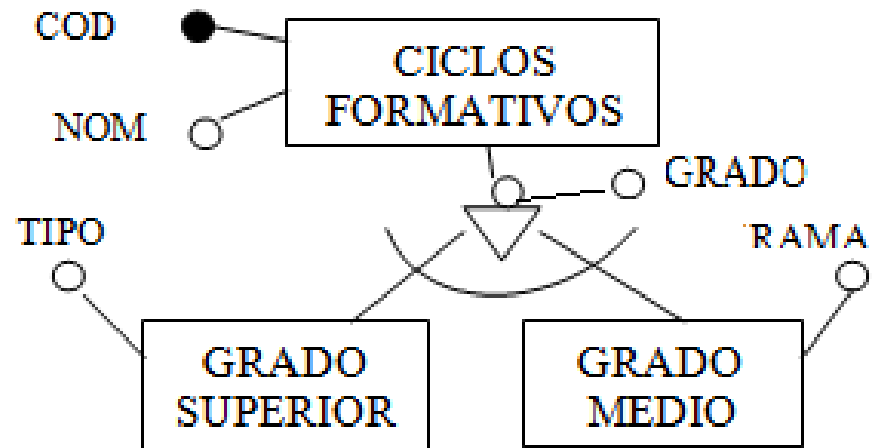 COD
CICLOS
FORMATIVOS
NOM
GRADO
TIPO
RAMA
GRADO
SUPERIOR
GRADO
MEDIO